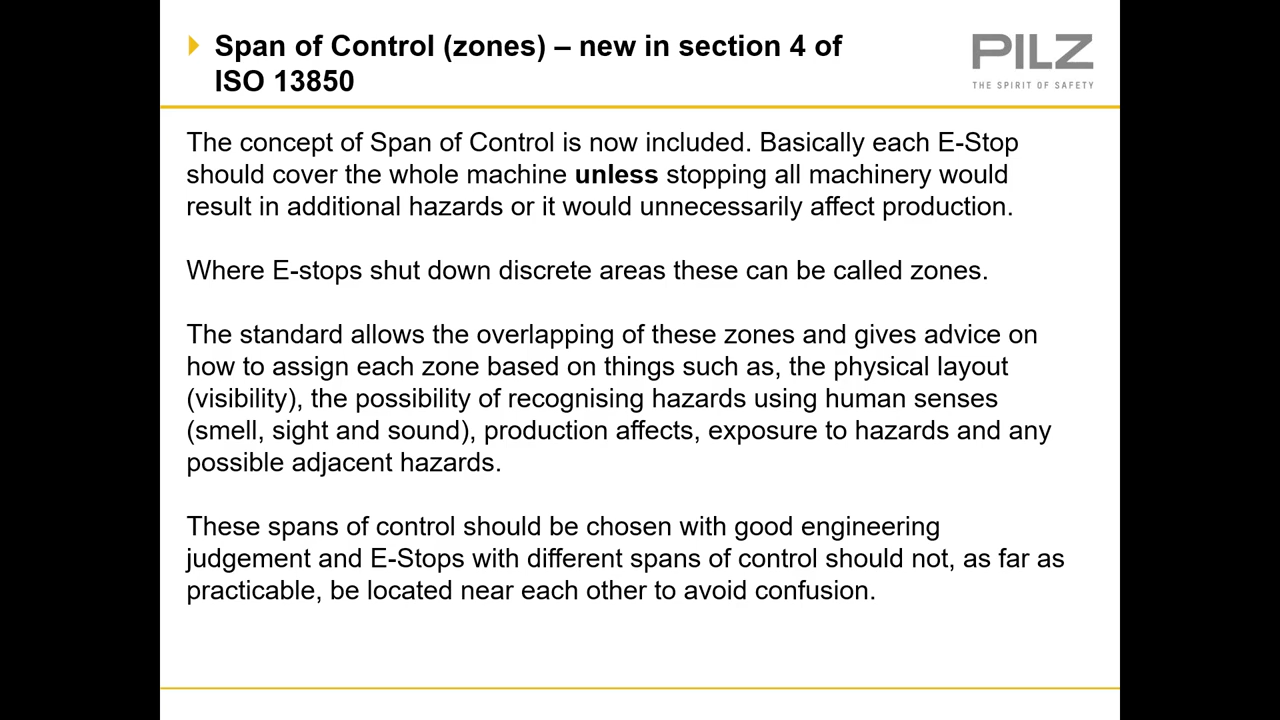 Span of Control (zones) – new in section 4 of
ISO 13850
PILZ
THE SPIRIT OF SAFETY
The concept of Span of Control is now included. Basically each E-Stop
should cover the whole machine unless stopping all machinery would
result in additional hazards or it would unnecessarily affect production.
Where E-stops shut down discrete areas these can be called zones.
The standard allows the overlapping of these zones and gives advice on
how to assign each zone based on things such as, the physical layout
(visibility), the possibility of recognising hazards using human senses
(smell, sight and sound), production affects, exposure to hazards and any
possible adjacent hazards.
These spans of control should be chosen with good engineering
judgement and E-Stops with different spans of control should not, as far as
practicable, be located near each other to avoid confusion.